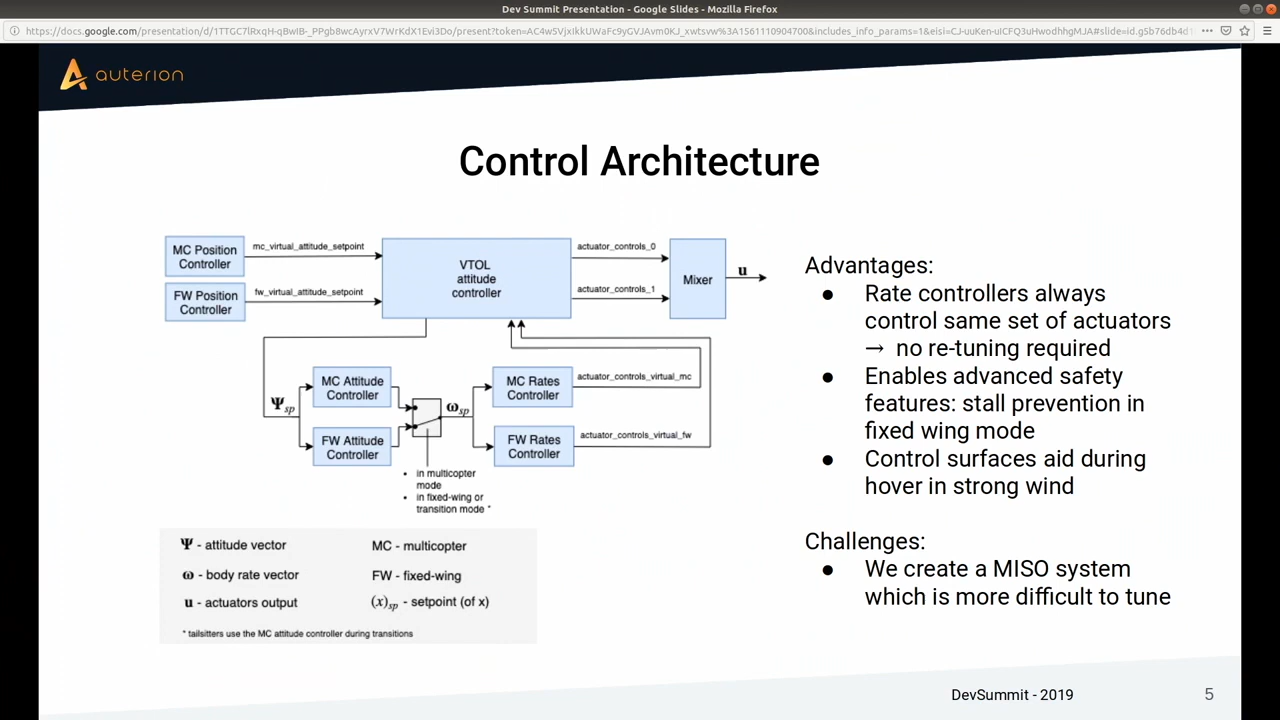 Dev Summit Presentation - Google Slides - Mozilla Firefox
auterion
Control Architecture
MC Position
Controller
mc_virtual_attitude_setpoint
FW Position
Controller
fw_virtual_attitude_setpoint
VTOL
attitude
controller
actuator_controls_0
actuator_controls_1
Mixer
u
Ψsp
MC Attitude
Controller
FW Attitude
Controller
ωsp
MC Rates
Controller
FW Rates
Controller
actuator_controls_virtual_mc
actuator_controls_virtual_fw
• in multicopter
mode
• in fixed-wing or
transition mode *
Ψ - attitude vector
MC - multicopter
ω - body rate vector
FW - fixed-wing
u - actuators output
(x)sp - setpoint (of x)
* tailsitters use the MC attitude controller during transitions
Advantages:
● Rate controllers always
control same set of actuators
→ no re-tuning required
● Enables advanced safety
features: stall prevention in
fixed wing mode
● Control surfaces aid during
hover in strong wind
Challenges:
● We create a MISO system
which is more difficult to tune
DevSummit - 2019
5